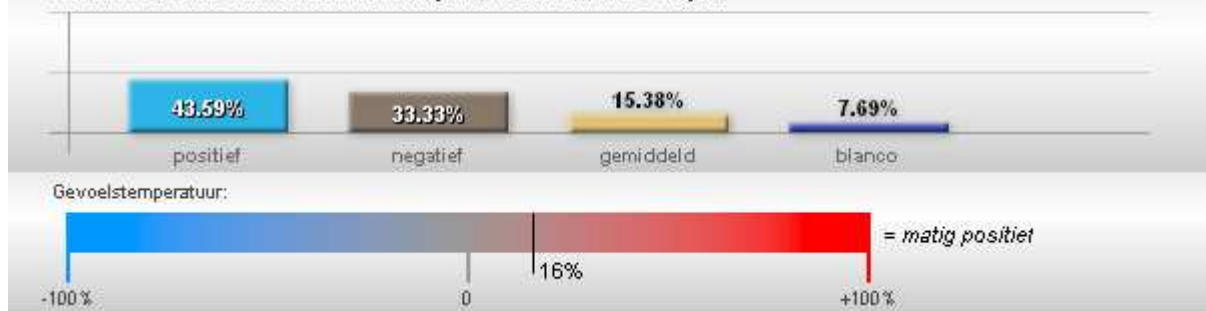 43.59%
33.33%
15.38%
7.69%
positief
negatief
gemiddeld
blanco
Gevoelstemperatuur:
= matig positief
16%
-100%
0
+100%